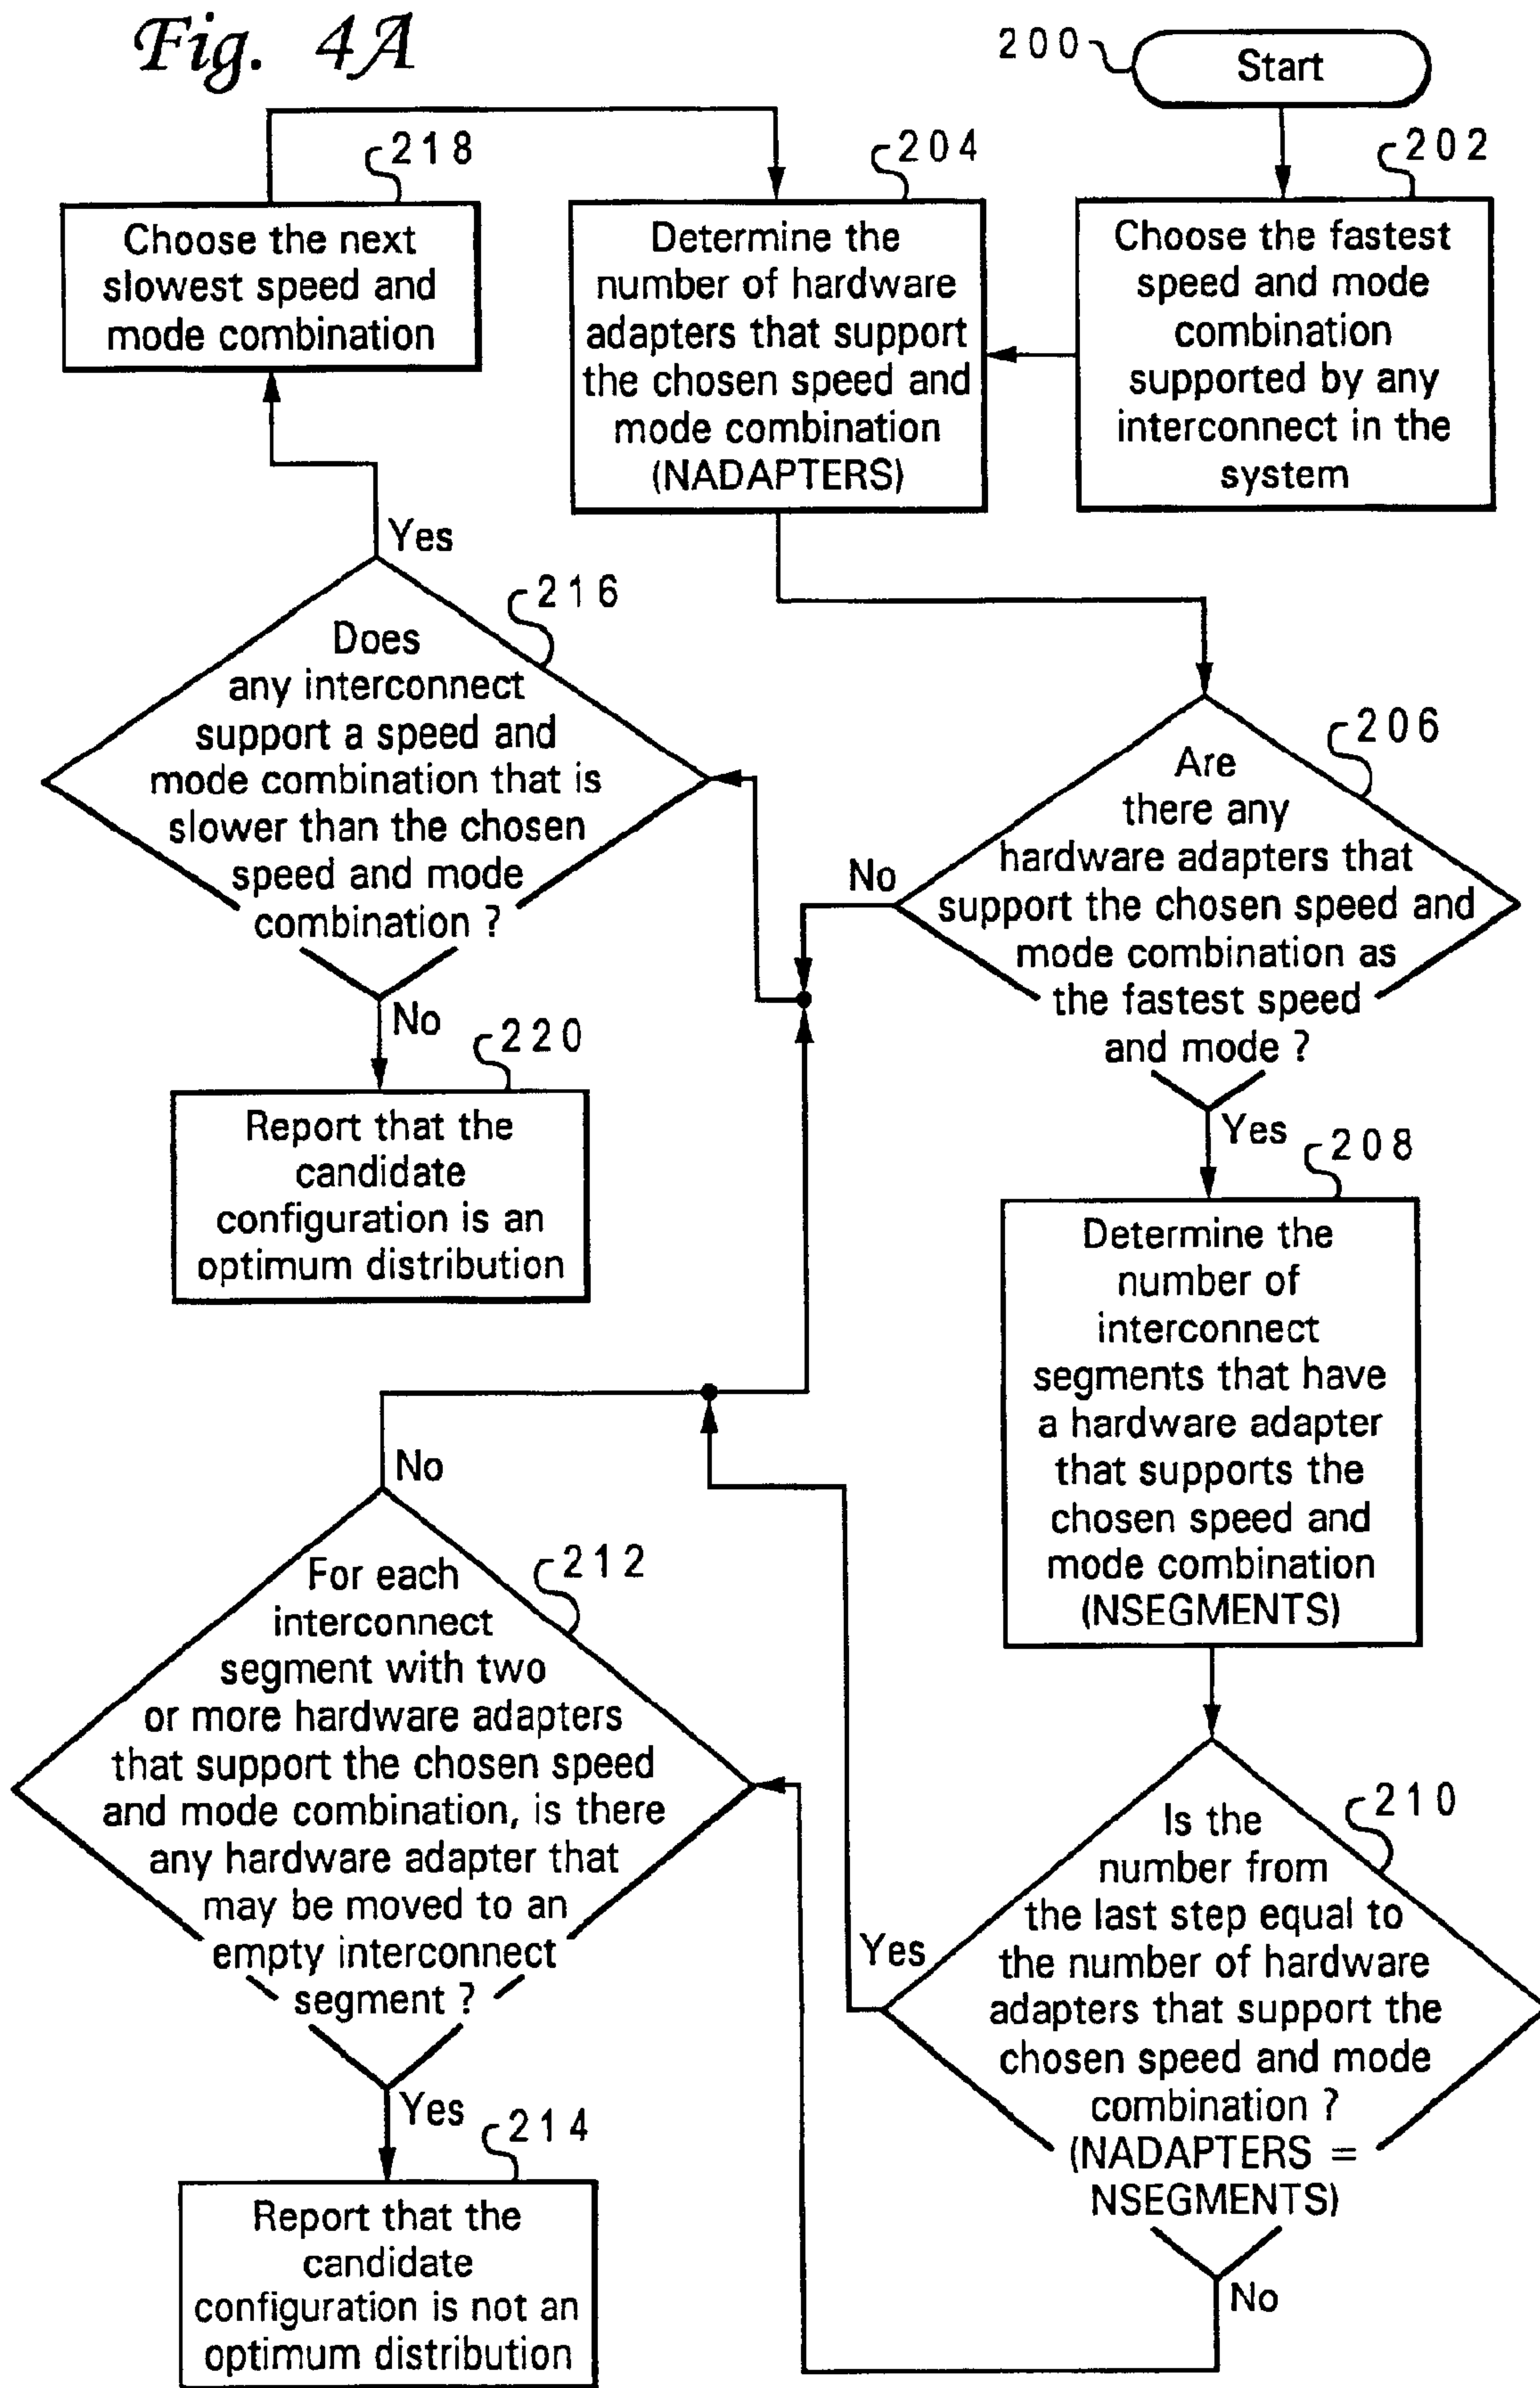 Fig. 4A
200
Start
218
204
202
Choose the next
slowest speed and
mode combination
Determine the
number of hardware
adapters that support
the chosen speed and
mode combination
(NADAPTERS)
Choose the fastest
speed and mode
combination
supported by any
interconnect in the
system
Yes
216
Does
any interconnect
support a speed and
mode combination that is
slower than the chosen
speed and mode
combination ?
206
Are
there any
hardware adapters that
support the chosen speed and
mode combination as
the fastest speed
and mode ?
No
No
220
Report that the
candidate
configuration is an
optimum distribution
Yes
208
Determine the
number of
interconnect
segments that have
a hardware adapter
that supports the
chosen speed and
mode combination
(NSEGMENTS)
No
212
For each
interconnect
segment with two
or more hardware adapters
that support the chosen speed
and mode combination, is there
any hardware adapter that
may be moved to an
empty interconnect
segment ?
210
Is the
number from
the last step equal to
the number of hardware
adapters that support the
chosen speed and mode
combination ?
(NADAPTERS =
NSEGMENTS)
Yes
Yes
214
Report that the
candidate
configuration is not an
optimum distribution
No